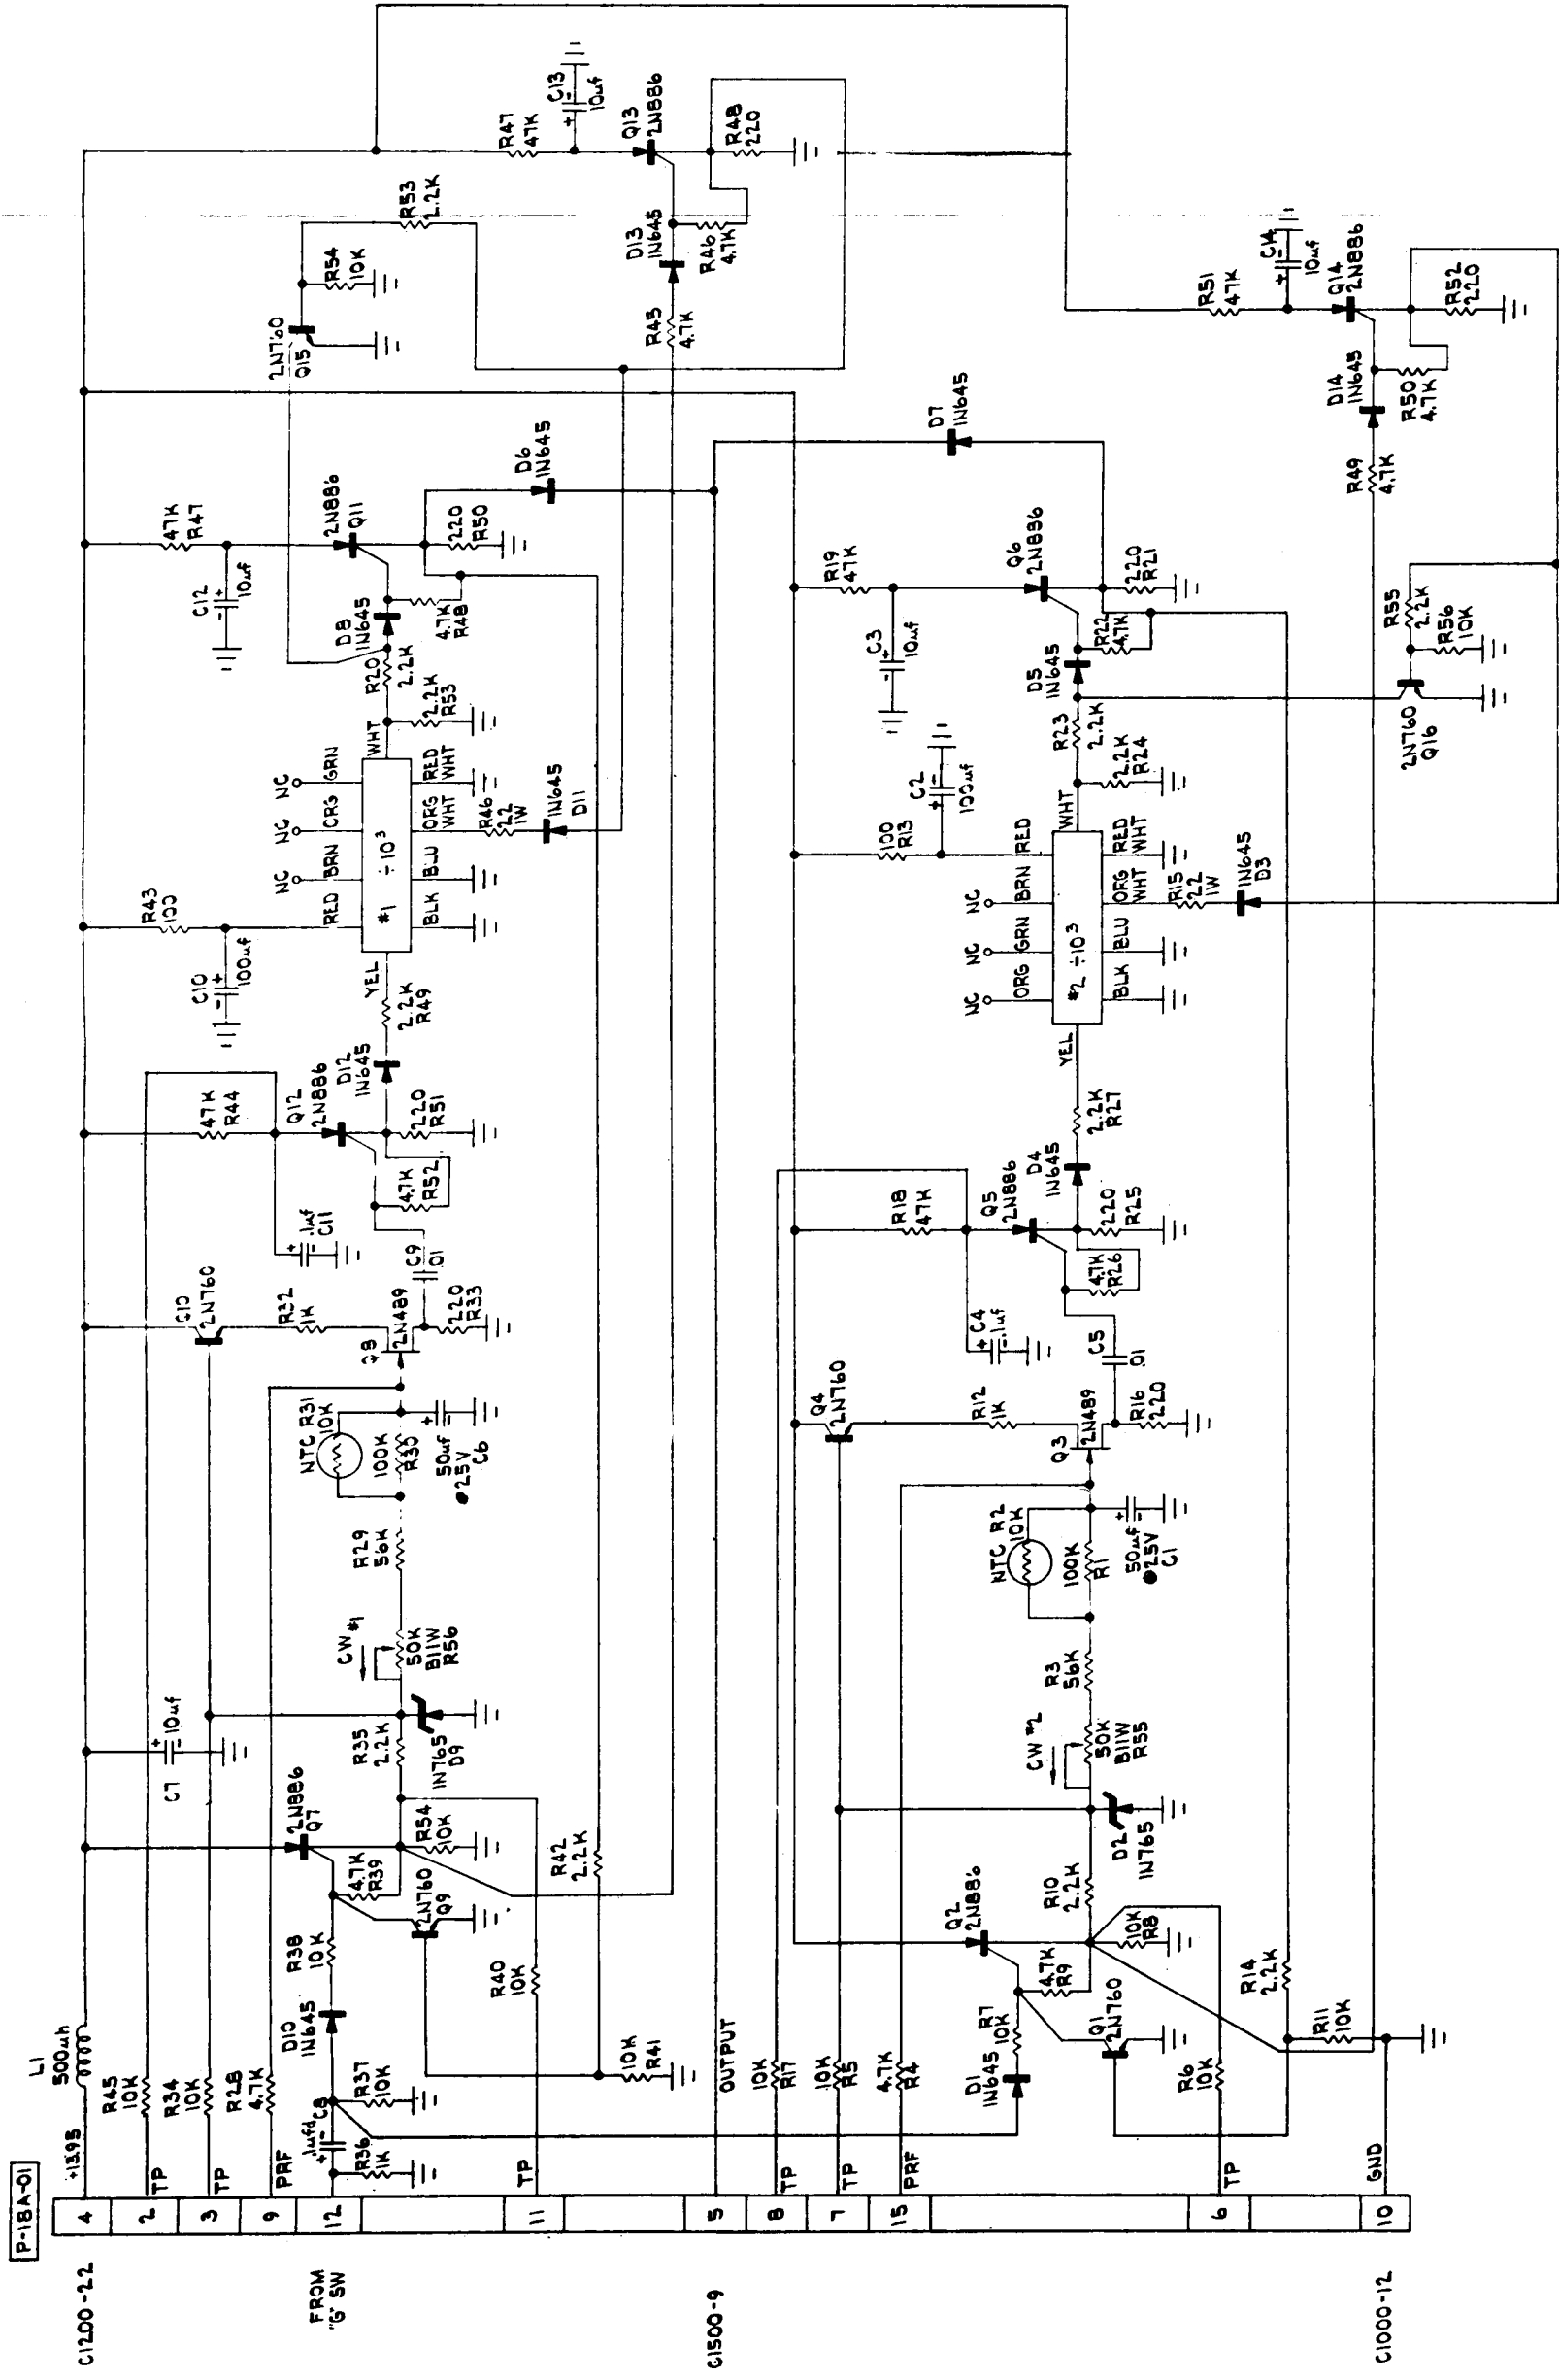 P-18A-01
C1200-22
4
+13.95
L1
500uh
2
TP
R45
10K
3
TP
R34
10K
9
PRF
R28
4.7K
FROM
"G" SW
12
.1ufd
C8
R36
1K
R37
10K
D10
1N645
R38
10K
4.7K
R39
2N886
Q7
R54
10K
2N760
Q9
11
TP
R40
10K
10K
R41
R42
2.2K
C7
10uf
R35
2.2K
1N765
D9
CW #1
50K
B11W
R56
R29
56K
NTC R31
10K
100K
R30
50uf
@25V
C6
2N760
R32
1K
2N489
220
R33
C9
.01
.1uf
C11
47K
R44
Q12
2N886
4.7K
R52
220
R51
D12
1N645
2.2K
R49
YEL
C10
100uf
R43
100
RED
BRN
GRN
NC
NC
NC
#1
÷10³
BLK
BLU
ORG
WHT
RED
WHT
WHT
R46
22
1W
1N645
D11
2.2K
R53
R20
2.2K
D8
1N645
4.7K
R48
C12
10uf
47K
R47
2N886
Q11
220
R50
D6
1N645
2N760
Q15
R54
10K
R53
2.2K
R47
47K
C13
10uf
Q13
2N886
R48
220
D13
1N645
R46
4.7K
R45
4.7K
C1500-9
5
OUTPUT
8
TP
10K
R17
7
TP
10K
R5
15
PRF
4.7K
R4
6
TP
R6
10K
C1000-12
10
GND
R11
10K
R14
2.2K
D1
1N645
R7
10K
4.7K
R9
Q1
2N760
Q2
2N886
10K
R8
R10
2.2K
D2
1N765
CW #2
50K
B11W
R55
R3
56K
NTC R2
10K
100K
R1
50uf
@25V
C1
Q4
2N760
R12
1K
Q3
2N489
R16
220
C5
.01
C4
.1uf
R18
47K
Q5
2N886
4.7K
R26
220
R25
D4
1N645
2.2K
R27
YEL
NC
NC
NC
ORG
GRN
BRN
RED
#2 ÷10³
BLK
BLU
ORG
WHT
RED
WHT
WHT
100
R13
C2
100uf
R15
22
1W
1N645
D3
2.2K
R24
R23
2.2K
D5
1N645
R22
4.7K
C3
10uf
R19
47K
Q6
2N886
220
R21
D7
1N645
2N760
Q16
R55
2.2K
R56
10K
R49
4.7K
D14
1N645
R50
4.7K
R51
47K
C14
10uf
Q14
2N886
R52
220